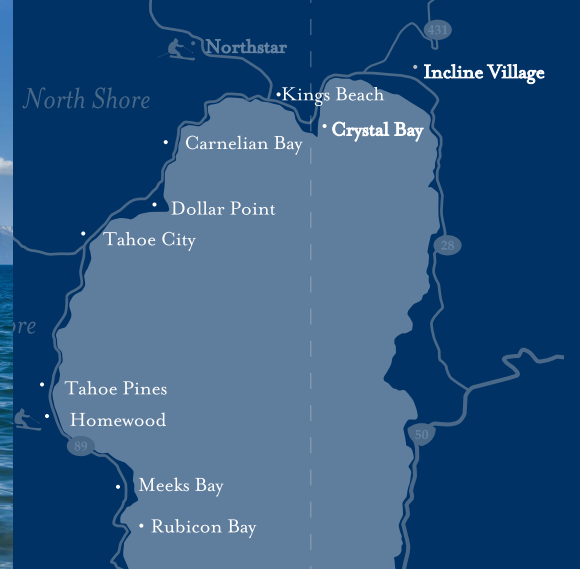 431
Northstar
Incline Village
North Shore
Kings Beach
Crystal Bay
Carnelian Bay
Dollar Point
Tahoe City
28
re
Tahoe Pines
Homewood
50
89
Meeks Bay
Rubicon Bay